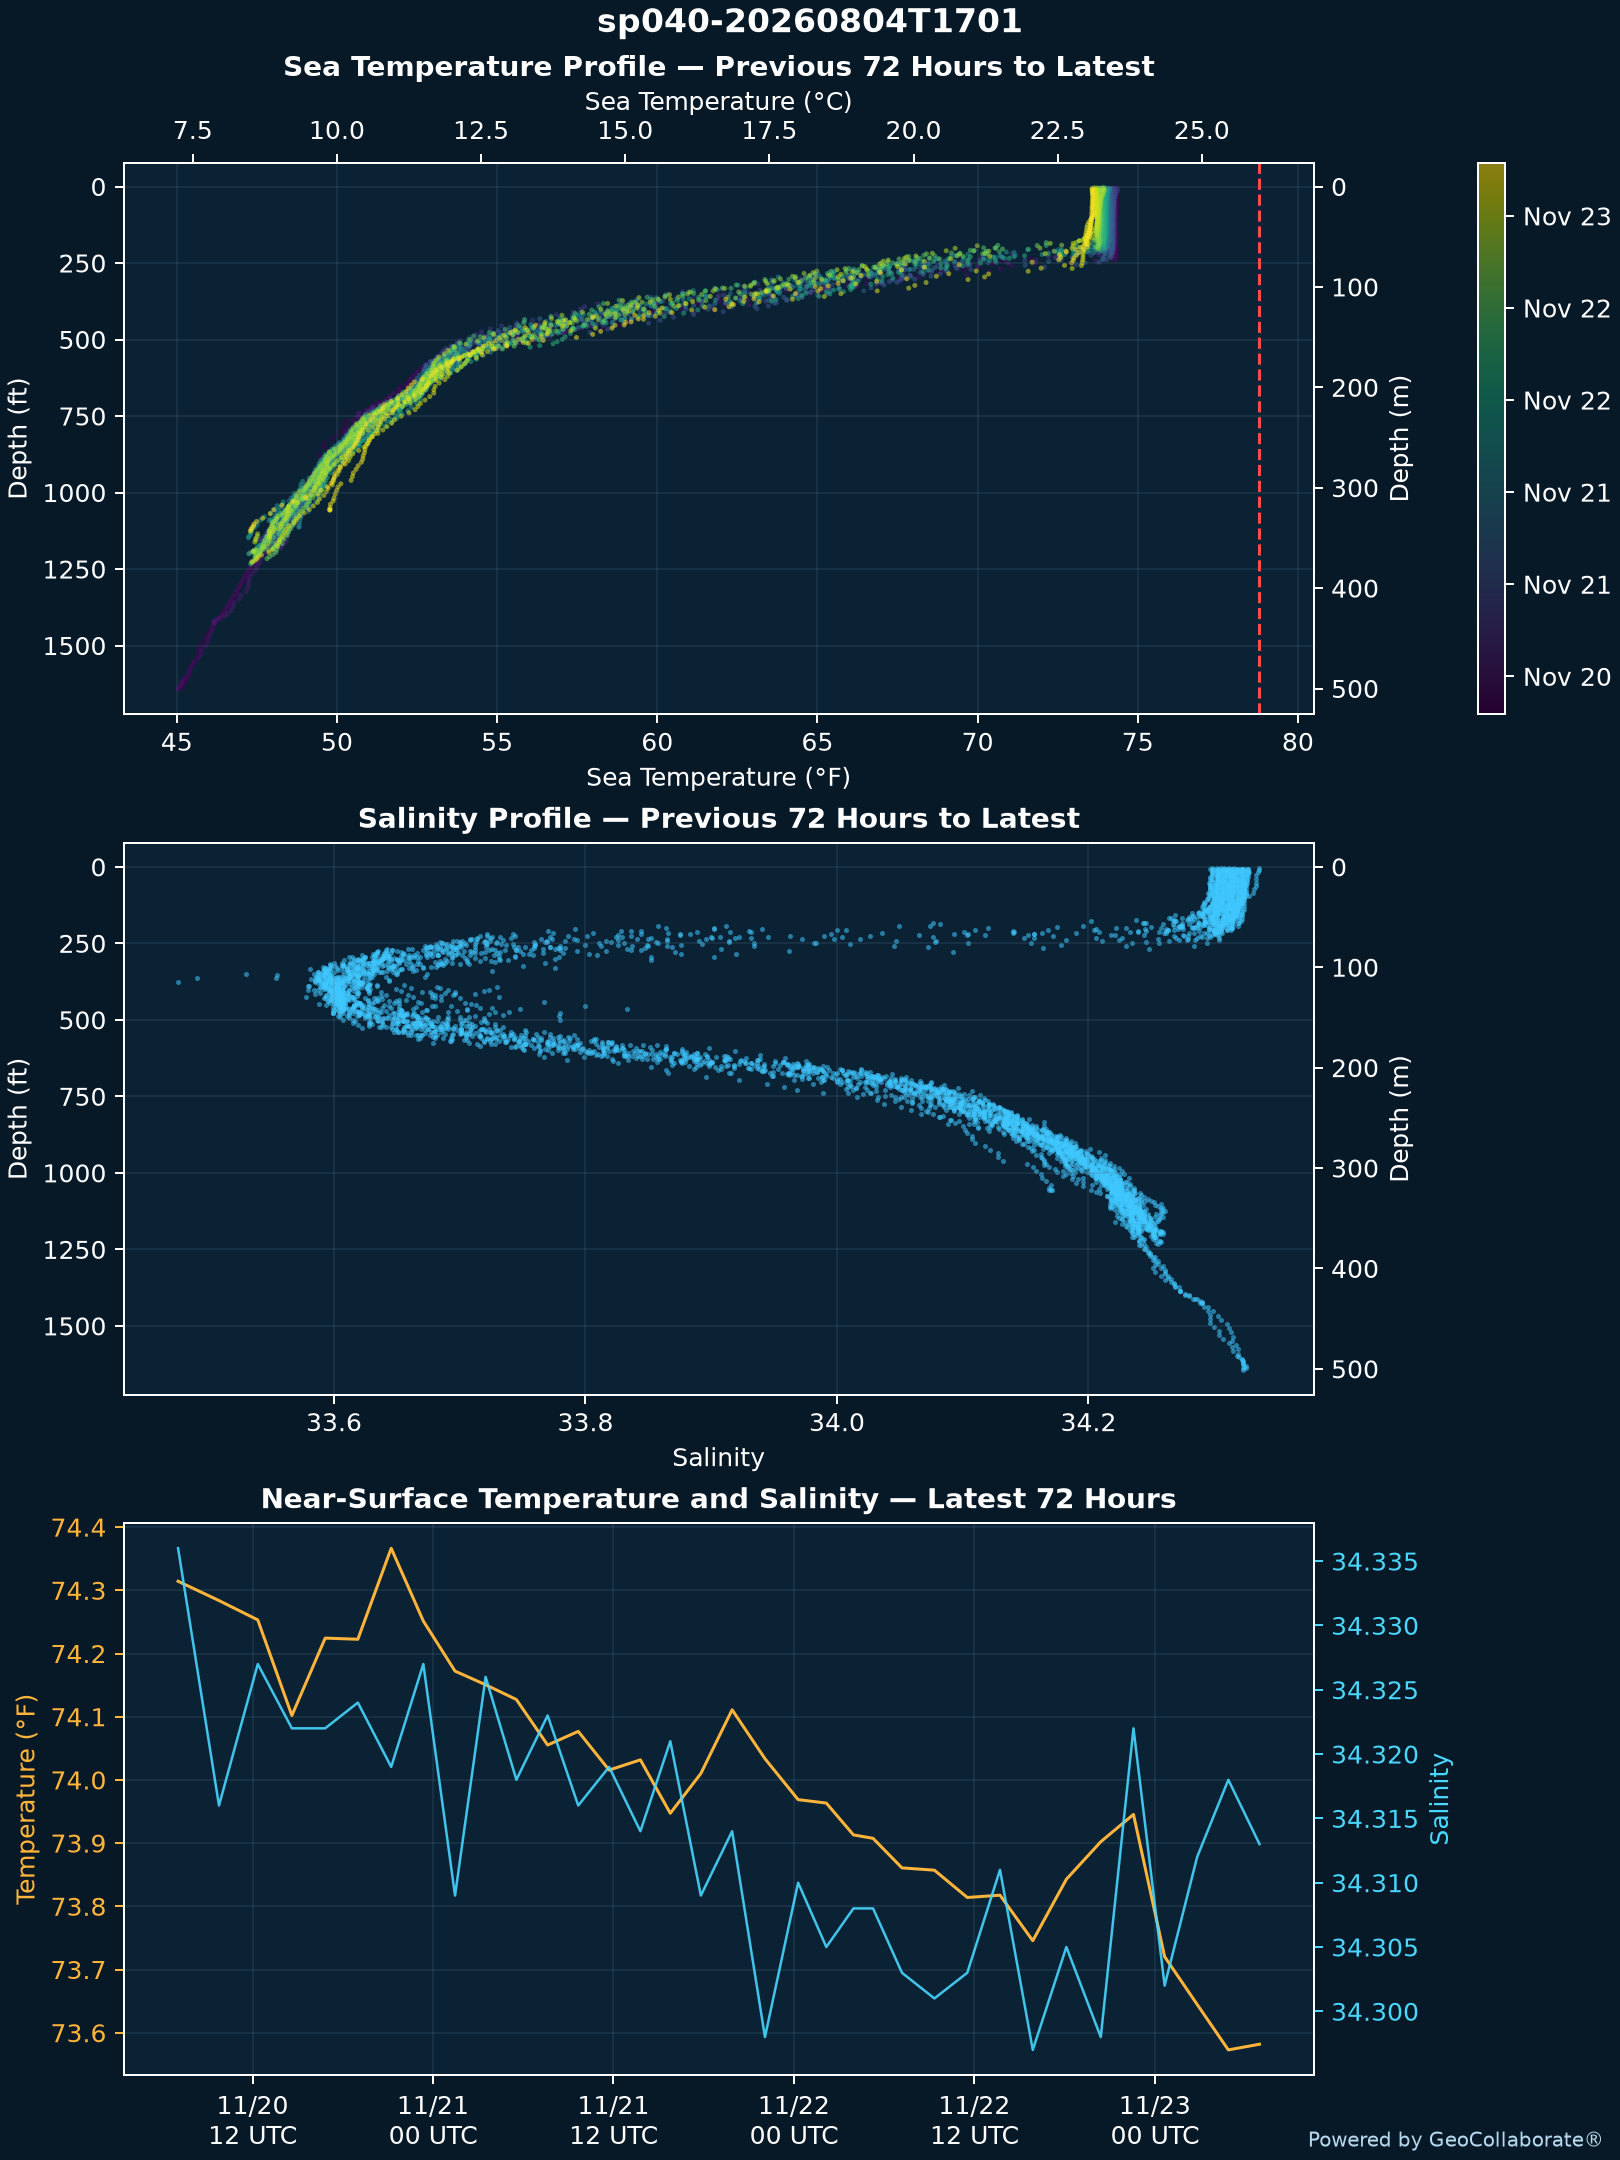 sp040-20260804T1701
Sea Temperature Profile — Previous 72 Hours to Latest
Sea Temperature (°C)
7.5 10.0 12.5 15.0 17.5 20.0 22.5 25.0
0
250
500
750
1000
1250
1500
Depth (ft)
0
100
200
300
400
500
Depth (m)
45 50 55 60 65 70 75 80
Sea Temperature (°F)
Nov 23
Nov 22
Nov 22
Nov 21
Nov 21
Nov 20
Salinity Profile — Previous 72 Hours to Latest
0
250
500
750
1000
1250
1500
Depth (ft)
0
100
200
300
400
500
Depth (m)
33.6 33.8 34.0 34.2
Salinity
Near-Surface Temperature and Salinity — Latest 72 Hours
74.4
74.3
74.2
74.1
74.0
73.9
73.8
73.7
73.6
Temperature (°F)
34.335
34.330
34.325
34.320
34.315
34.310
34.305
34.300
Salinity
11/20 11/21 11/21 11/22 11/22 11/23
12 UTC 00 UTC 12 UTC 00 UTC 12 UTC 00 UTC
Powered by GeoCollaborate®